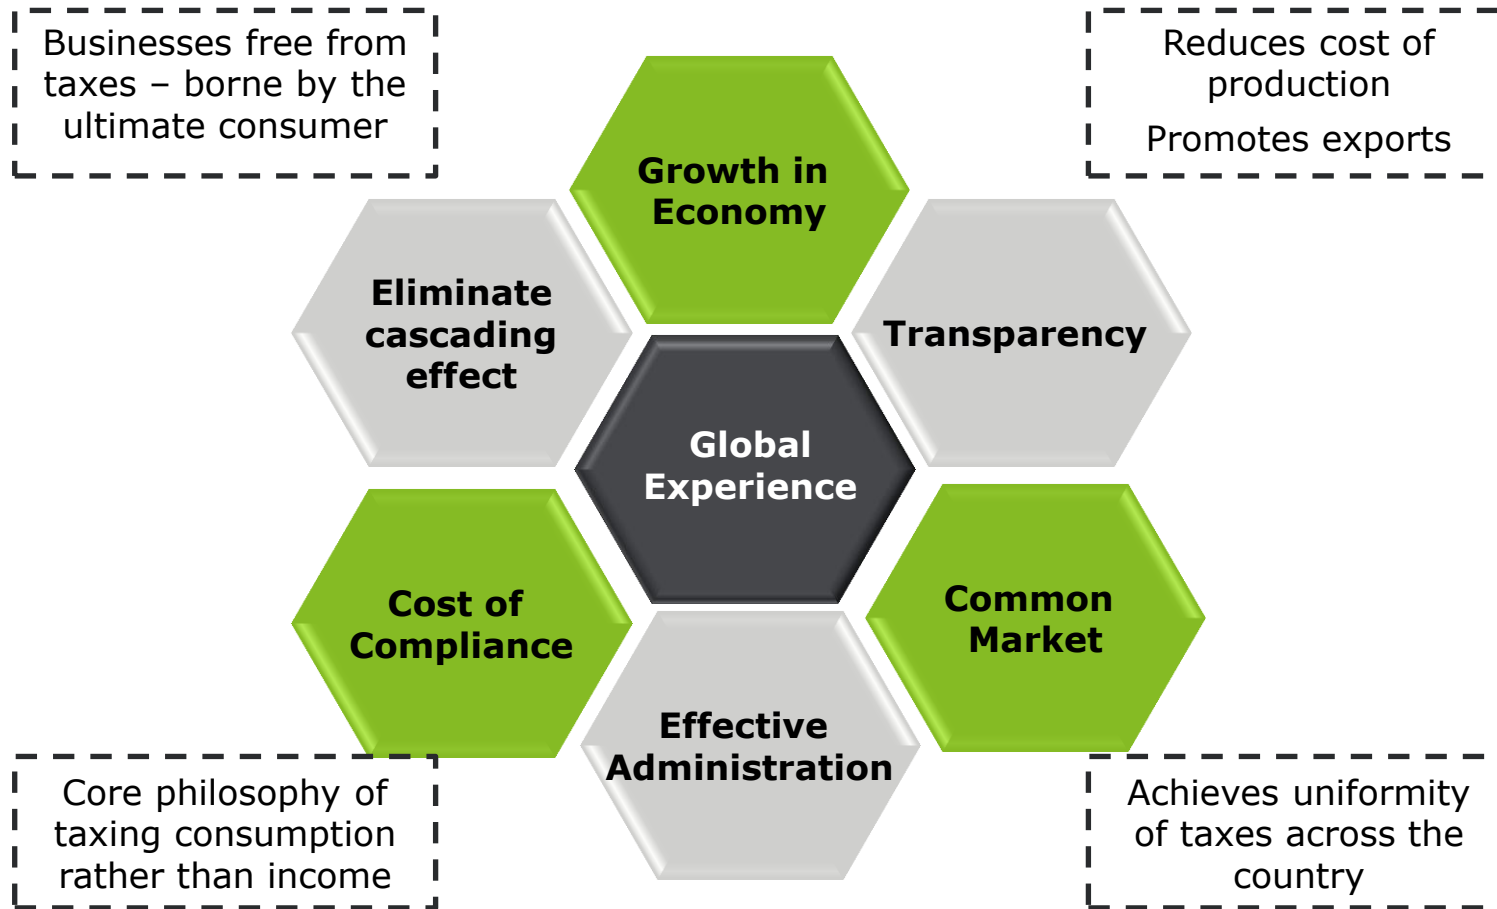 Businesses free from
taxes – borne by the
ultimate consumer
Reduces cost of
production
Promotes exports
Growth in
Economy
Eliminate
cascading
effect
Transparency
Global
Experience
Cost of
Compliance
Common
Market
Effective
Administration
Core philosophy of
taxing consumption
rather than income
Achieves uniformity
of taxes across the
country